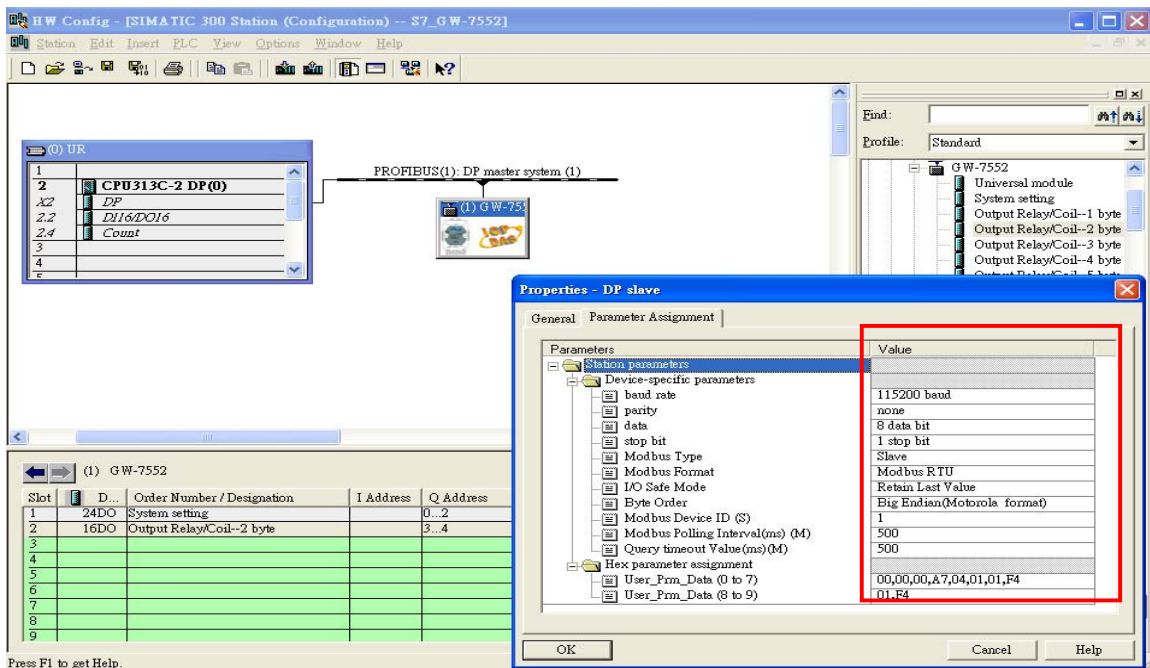 HW Config - [SIMATIC 300 Station (Configuration) -- S7_GW-7552]
Station Edit Insert PLC View Options Window Help
(0) UR
1
2 CPU313C-2 DP(0)
X2 DP
2.2 DI16/DO16
2.4 Count
3
4
PROFIBUS(1): DP master system (1)
(1) GW-755
ICP DAS
Find:
Profile: Standard
GW-7552
Universal module
System setting
Output Relay/Coil--1 byte
Output Relay/Coil--2 byte
Output Relay/Coil--3 byte
Output Relay/Coil--4 byte
Output Relay/Coil--5 byte
(1) GW-7552
Slot D... Order Number / Designation I Address Q Address
1 24DO System setting 0...2
2 16DO Output Relay/Coil--2 byte 3...4
3
4
5
6
7
8
9
Press F1 to get Help.
Properties - DP slave
General Parameter Assignment
Parameters Value
Station parameters
Device-specific parameters
baud rate 115200 baud
parity none
data 8 data bit
stop bit 1 stop bit
Modbus Type Slave
Modbus Format Modbus RTU
I/O Safe Mode Retain Last Value
Byte Order Big Endian(Motorola format)
Modbus Device ID (S) 1
Modbus Polling Interval(ms) (M) 500
Query timeout Value(ms)(M) 500
Hex parameter assignment
User_Prm_Data (0 to 7) 00,00,00,A7,04,01,01,F4
User_Prm_Data (8 to 9) 01,F4
OK Cancel Help